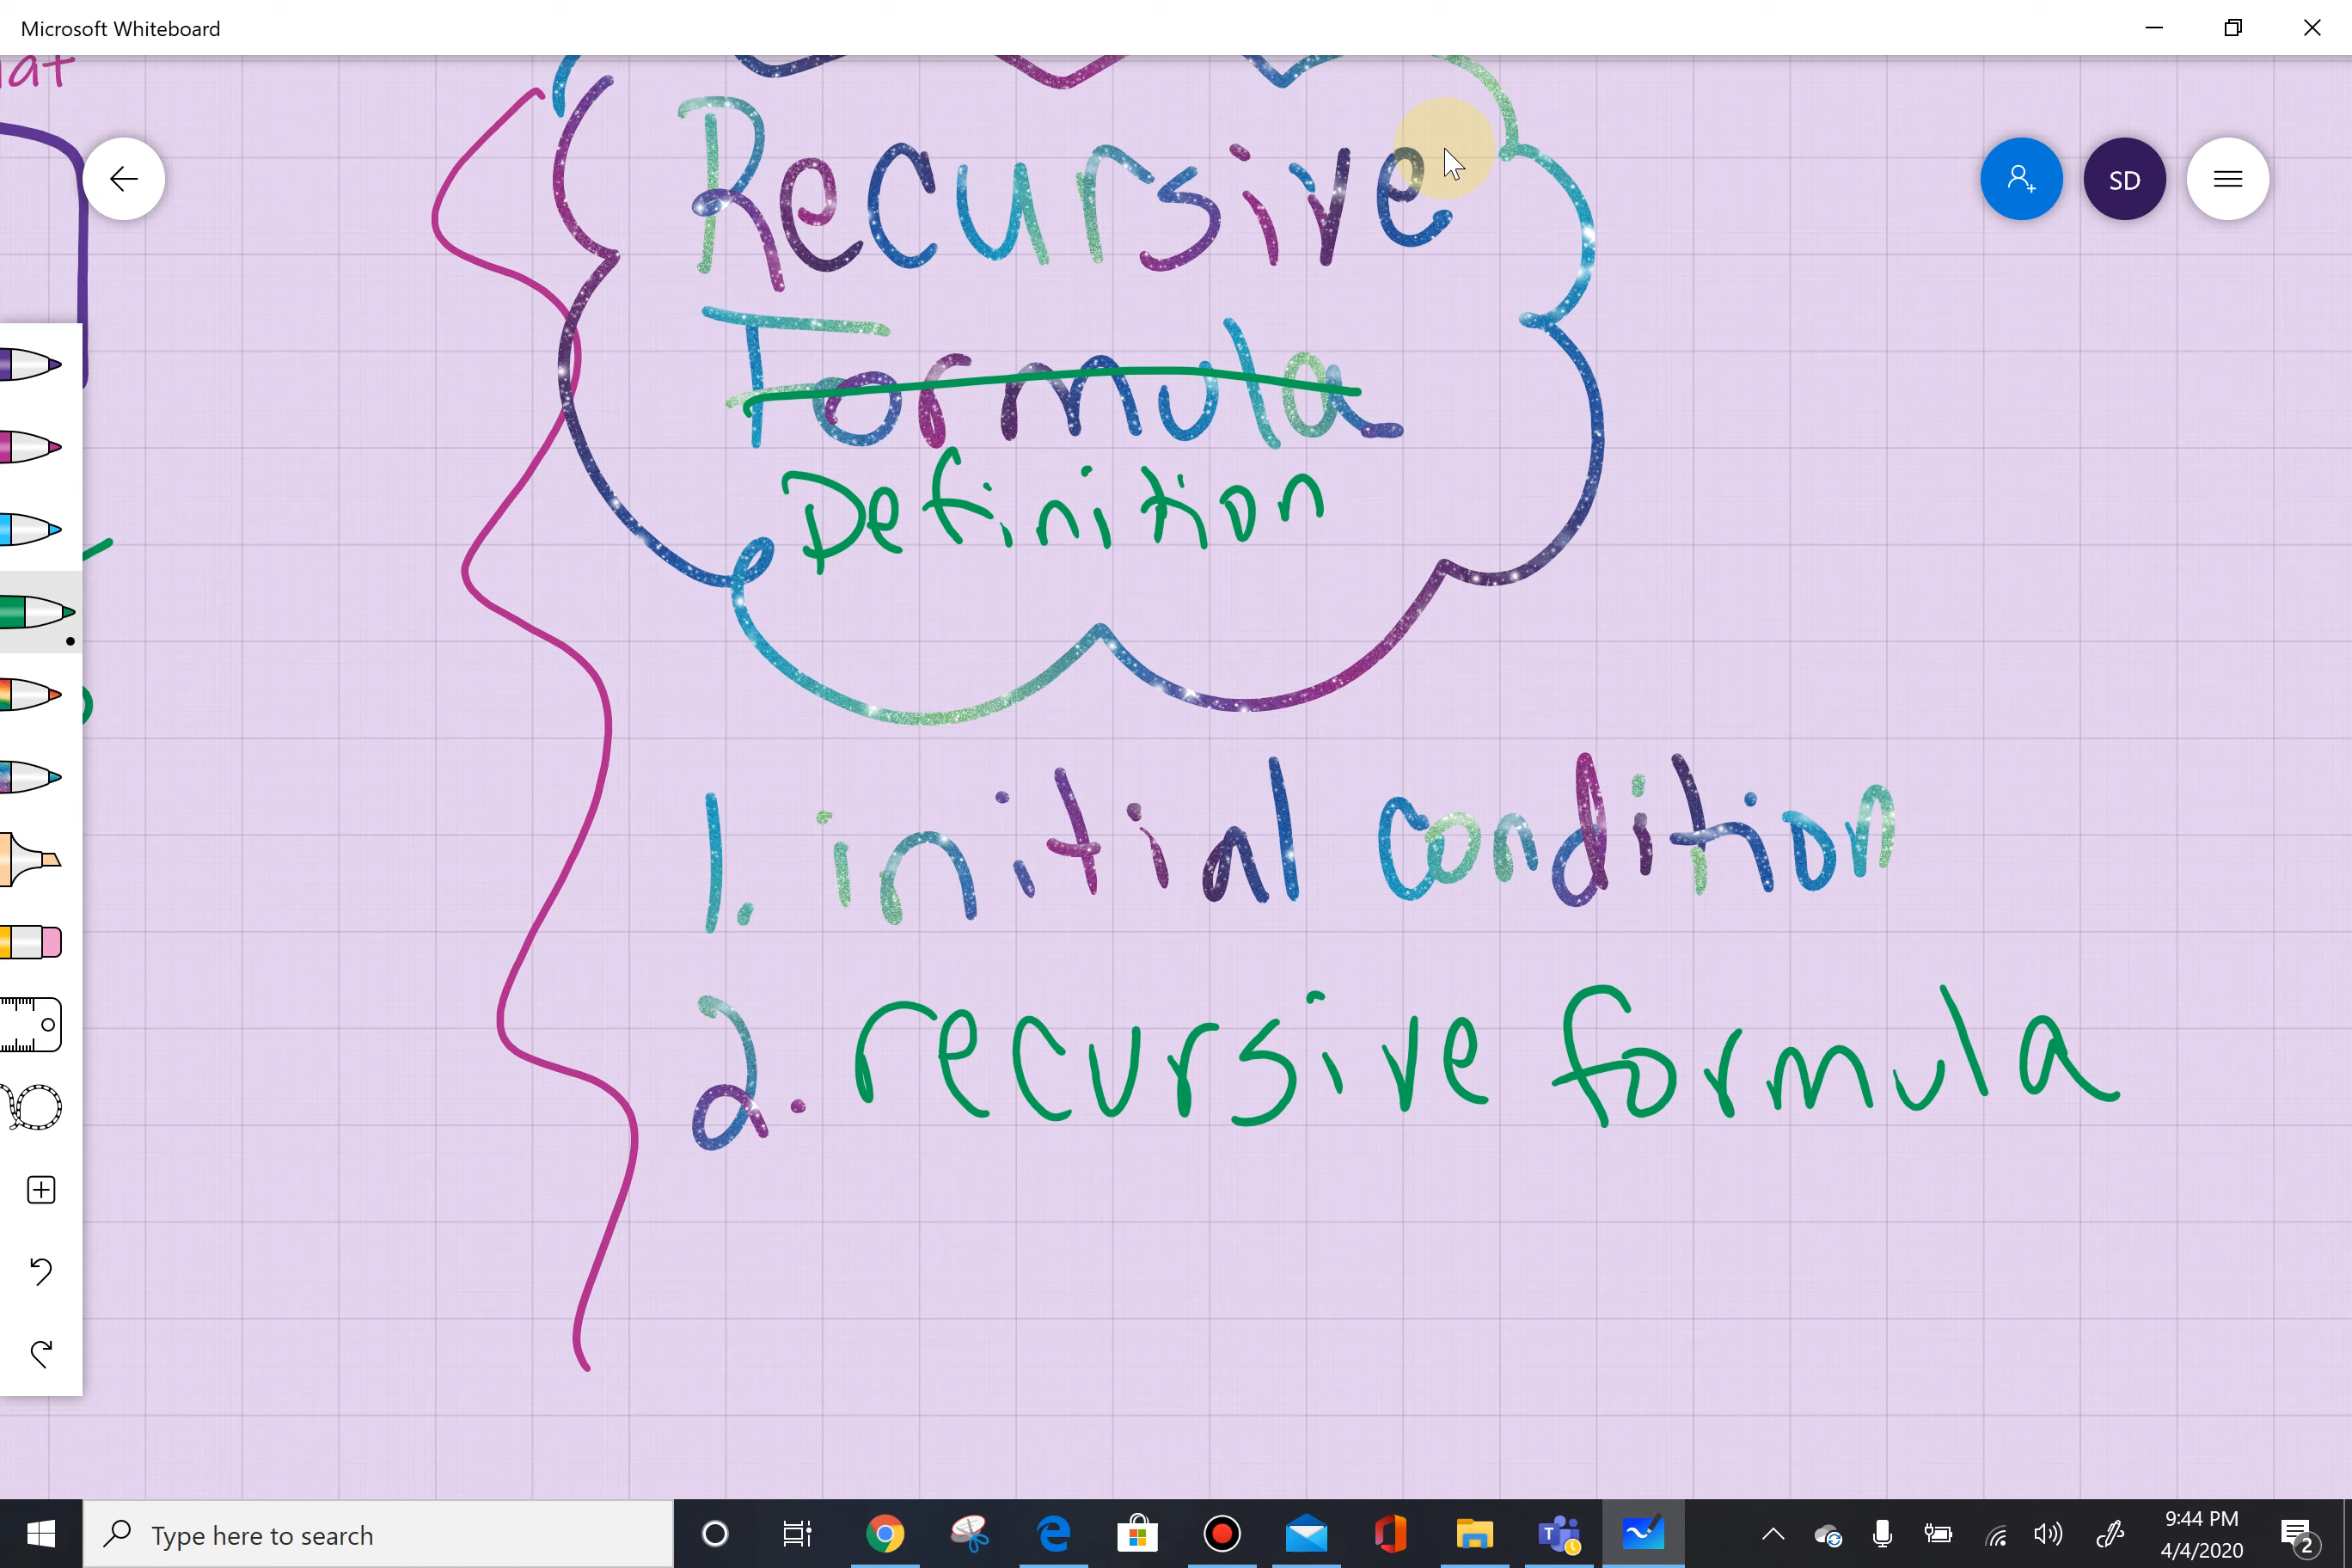 Microsoft Whiteboard
Recursive
Formula
Definition
SD
1. initial condition
2. recursive formula
Type here to search
T
9:44 PM
4/4/2020
2